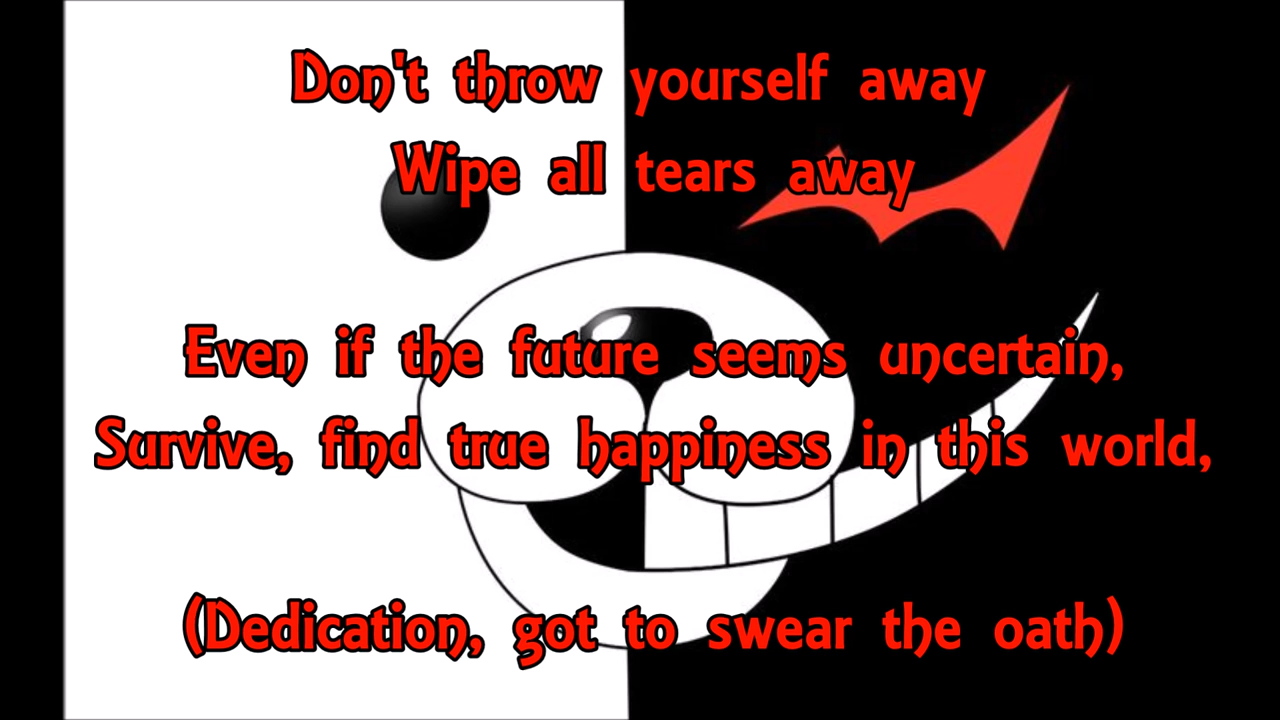 Don't throw yourself away
Wipe all tears away
Even if the future seems uncertain,
Survive, find true happiness in this world,
(Dedication, got to swear the oath)